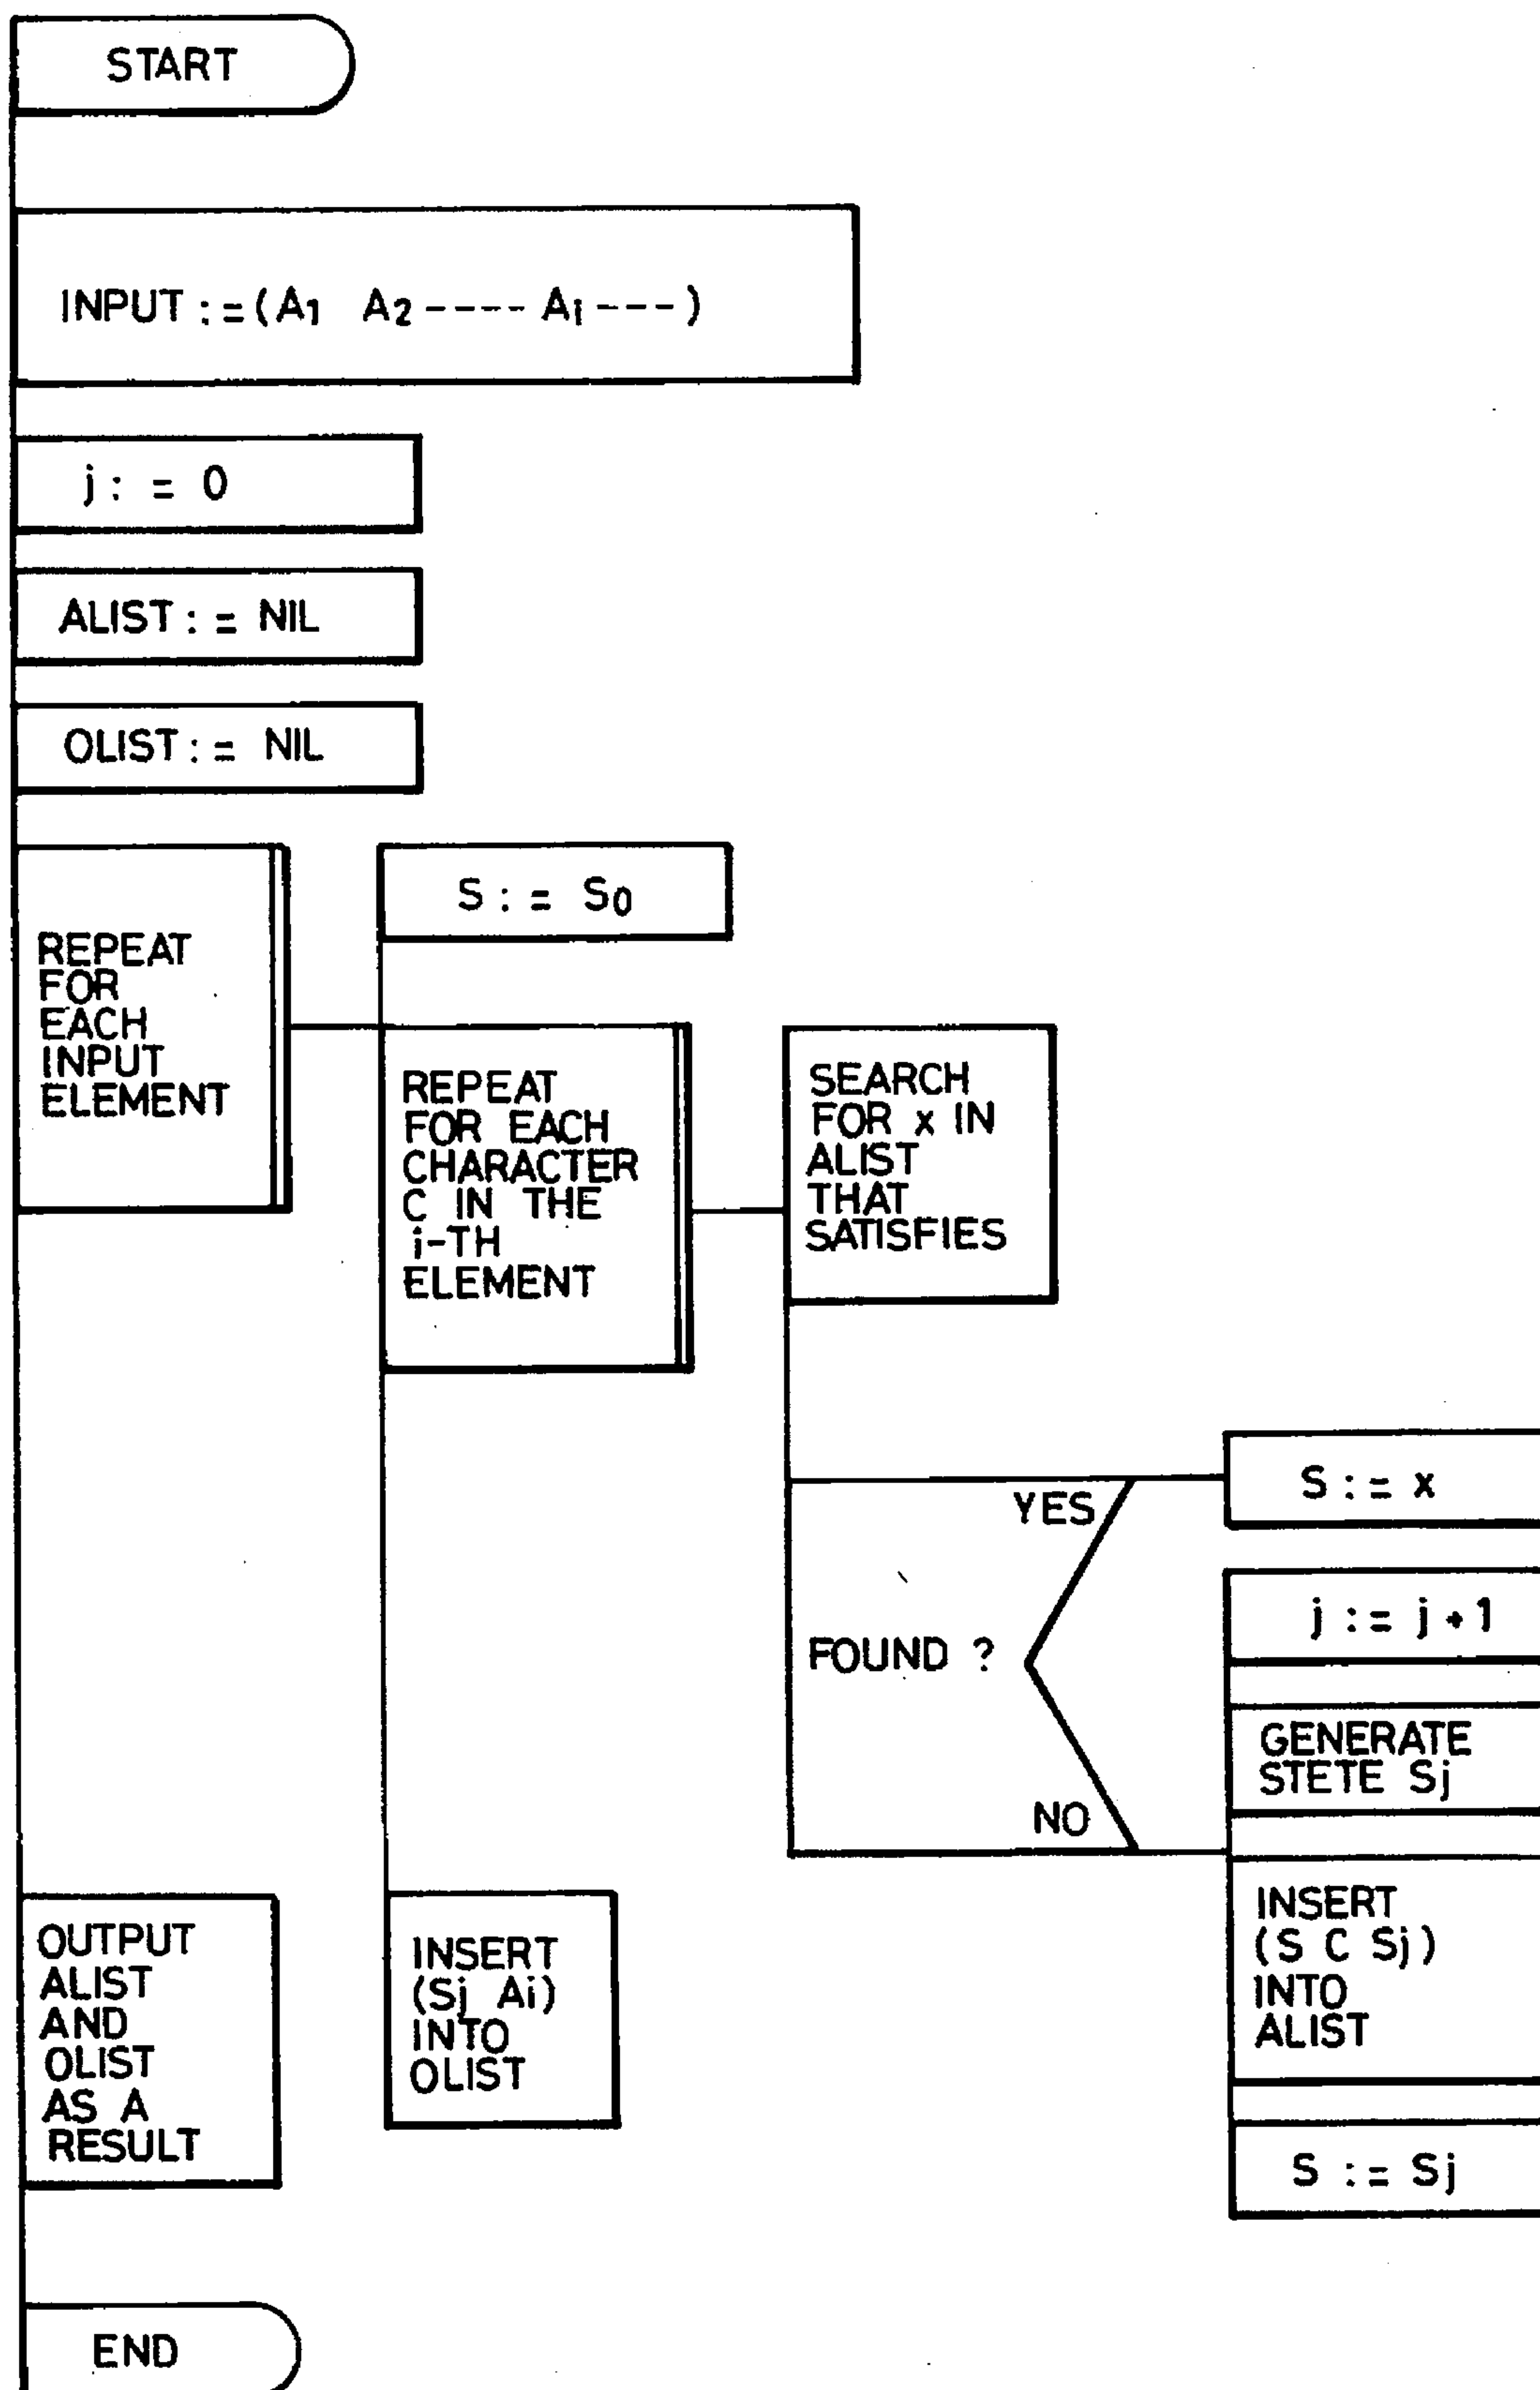 START
INPUT := (A1 A2 ---- Ai ---)
j : = 0
ALIST : = NIL
OLIST : = NIL
REPEAT
FOR
EACH
INPUT
ELEMENT
S : = S0
REPEAT
FOR EACH
CHARACTER
C IN THE
i-TH
ELEMENT
SEARCH
FOR x IN
ALIST
THAT
SATISFIES
YES
FOUND ?
NO
S : = x
j : = j + 1
GENERATE
STETE Sj
INSERT
(S C Sj)
INTO
ALIST
S : = Sj
INSERT
(Sj Ai)
INTO
OLIST
OUTPUT
ALIST
AND
OLIST
AS A
RESULT
END